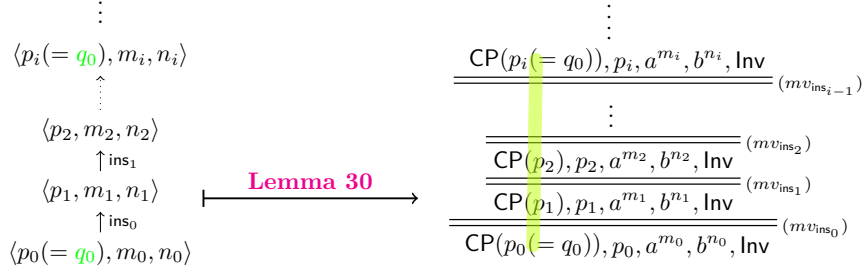 ⋮
⟨p_i(= q_0), m_i, n_i⟩
⟨p_2, m_2, n_2⟩
↑ ins_1
⟨p_1, m_1, n_1⟩
↑ ins_0
⟨p_0(= q_0), m_0, n_0⟩
Lemma 30
⋮
CP(p_i(= q_0)), p_i, a^{m_i}, b^{n_i}, Inv
(mv_{ins_{i−1}})
⋮
(mv_{ins_2})
CP(p_2), p_2, a^{m_2}, b^{n_2}, Inv
(mv_{ins_1})
CP(p_1), p_1, a^{m_1}, b^{n_1}, Inv
(mv_{ins_0})
CP(p_0(= q_0)), p_0, a^{m_0}, b^{n_0}, Inv